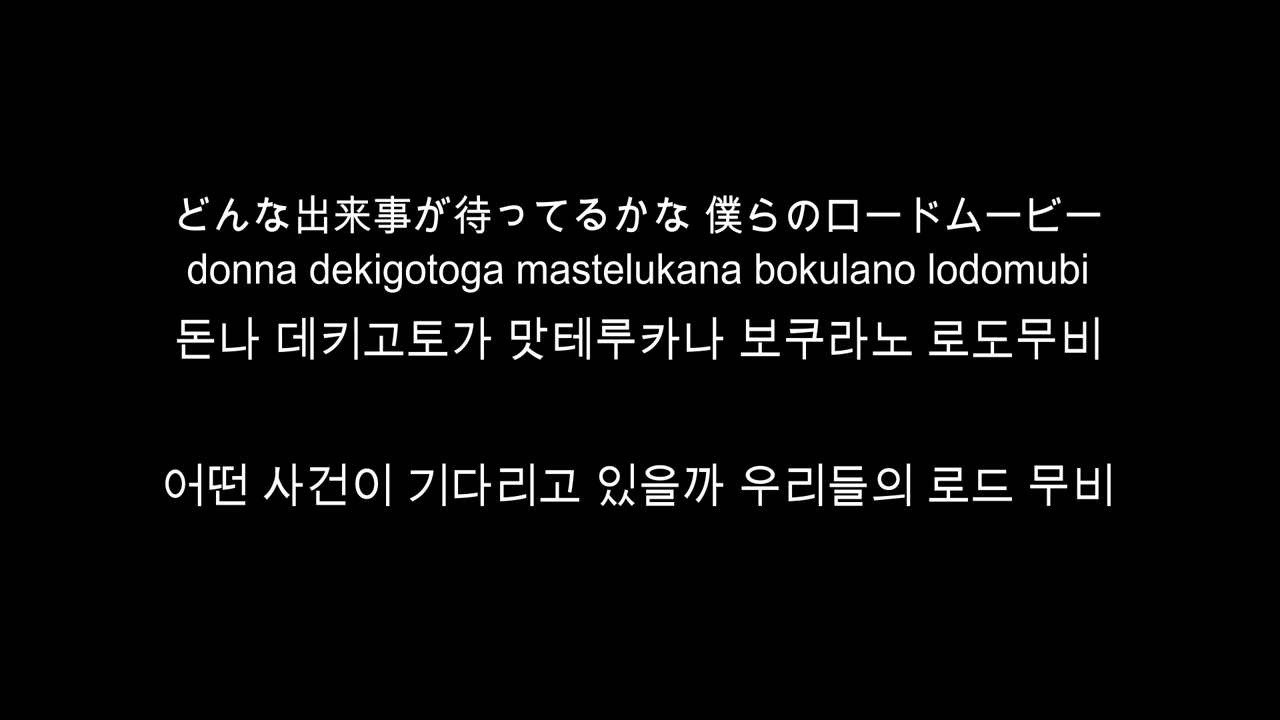 どんな出来事が待ってるかな 僕らのロードムービー
donna dekigotoga mastelukana bokulano lodomubi
돈나 데키고토가 맛테루카나 보쿠라노 로도무비
어떤 사건이 기다리고 있을까 우리들의 로드 무비